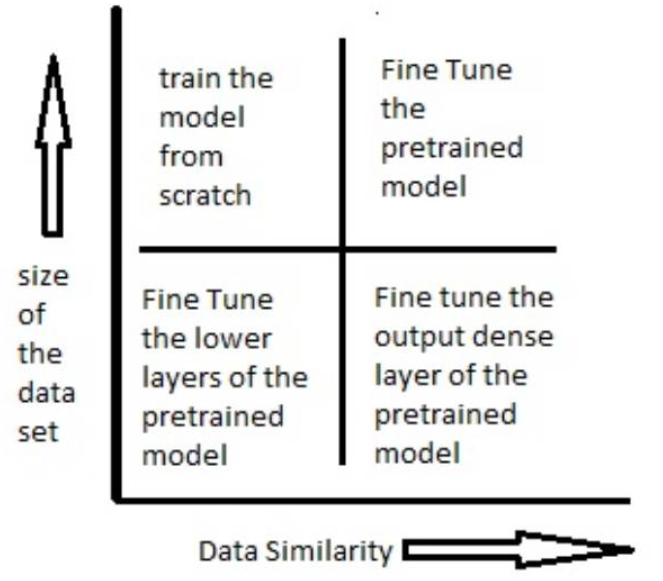 train the
model
from
scratch
Fine Tune
the
pretrained
model
size
of
the
data
set
Fine Tune
the lower
layers of the
pretrained
model
Fine tune the
output dense
layer of the
pretrained
model
Data Similarity